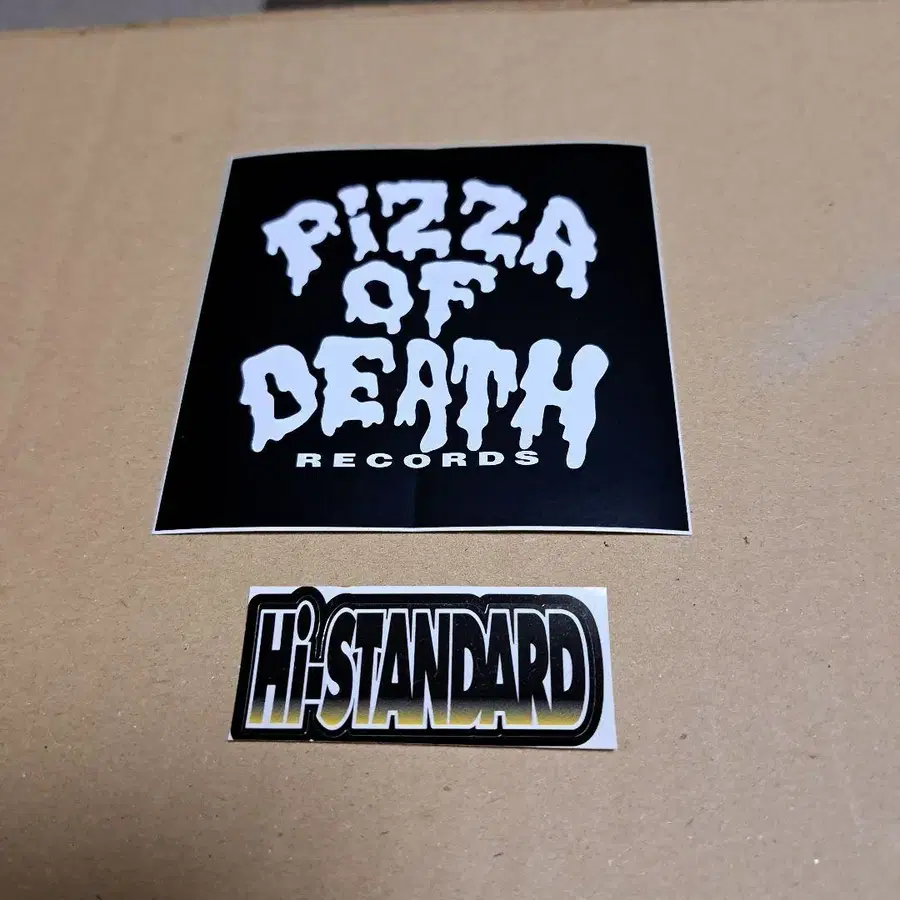 PiZZA
OF
DEATH
RECORDS
Hi-STANDARD